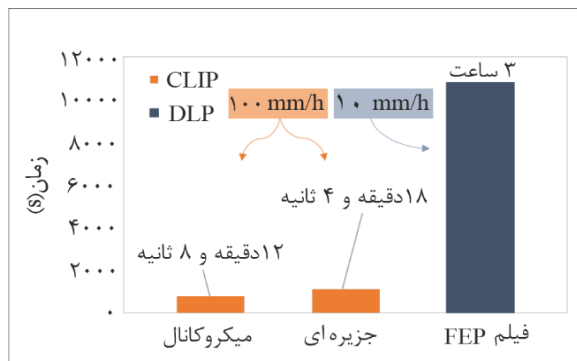 ۱۲۰۰۰
۱۰۰۰۰
۸۰۰۰
۶۰۰۰
۴۰۰۰
۲۰۰۰
۰
زمان(s)
CLIP
DLP
۱۰۰ mm/h
۱۰ mm/h
۳ ساعت
۱۸دقیقه و ۴ ثانیه
۱۲دقیقه و ۸ ثانیه
میکروکانال
جزیره ای
فیلم FEP